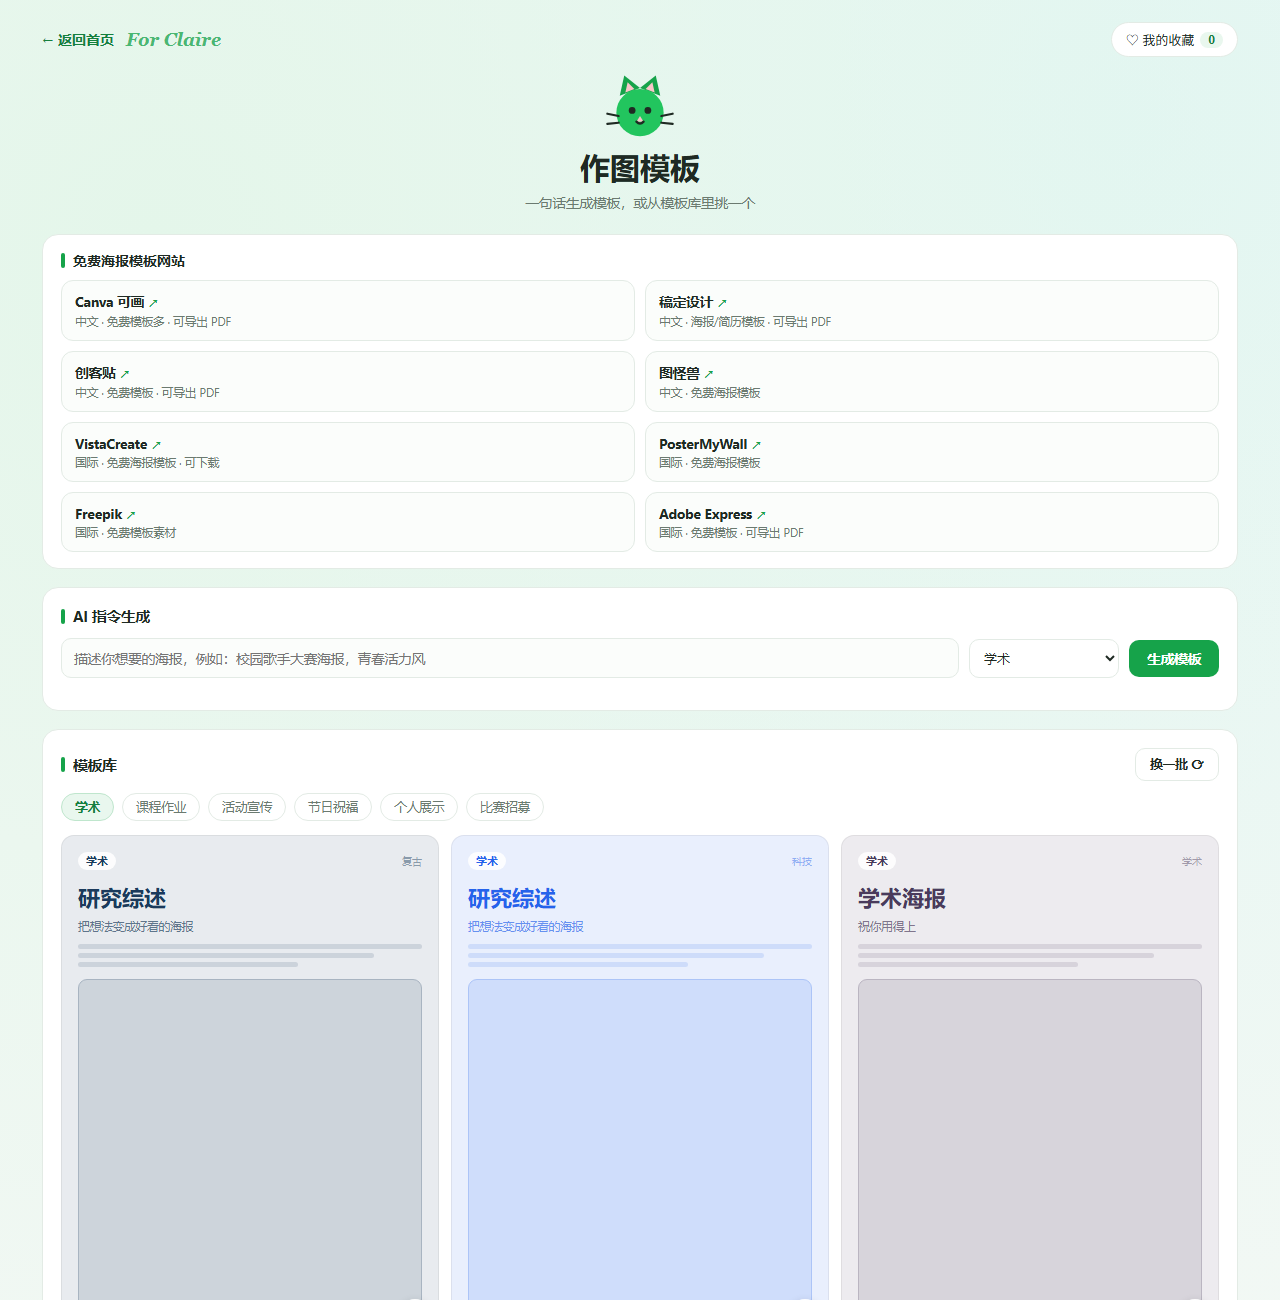 ← 返回首页 For Claire
♡ 我的收藏 0
作图模板
一句话生成模板，或从模板库里挑一个
免费海报模板网站
Canva 可画 ↗
中文 · 免费模板多 · 可导出 PDF
稿定设计 ↗
中文 · 海报/简历模板 · 可导出 PDF
创客贴 ↗
中文 · 免费模板 · 可导出 PDF
图怪兽 ↗
中文 · 免费海报模板
VistaCreate ↗
国际 · 免费海报模板 · 可下载
PosterMyWall ↗
国际 · 免费海报模板
Freepik ↗
国际 · 免费模板素材
Adobe Express ↗
国际 · 免费模板 · 可导出 PDF
AI 指令生成
描述你想要的海报，例如：校园歌手大赛海报，青春活力风
学术
生成模板
模板库
换一批 ⟳
学术
课程作业
活动宣传
节日祝福
个人展示
比赛招募
学术
复古
研究综述
把想法变成好看的海报
学术
科技
研究综述
把想法变成好看的海报
学术
学术
学术海报
祝你用得上